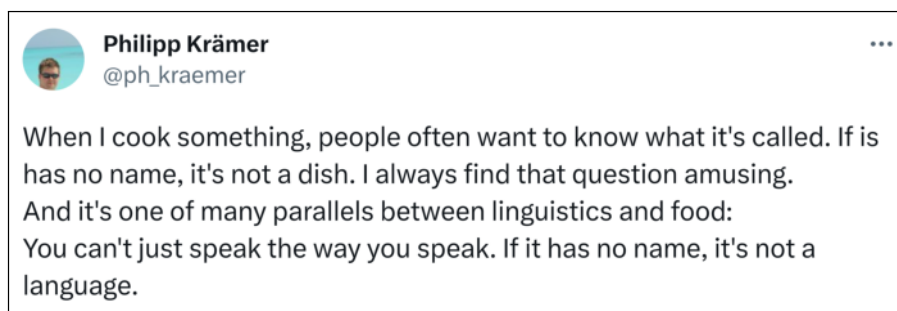 Philipp Krämer
@ph_kraemer
When I cook something, people often want to know what it's called. If is
has no name, it's not a dish. I always find that question amusing.
And it's one of many parallels between linguistics and food:
You can't just speak the way you speak. If it has no name, it's not a
language.